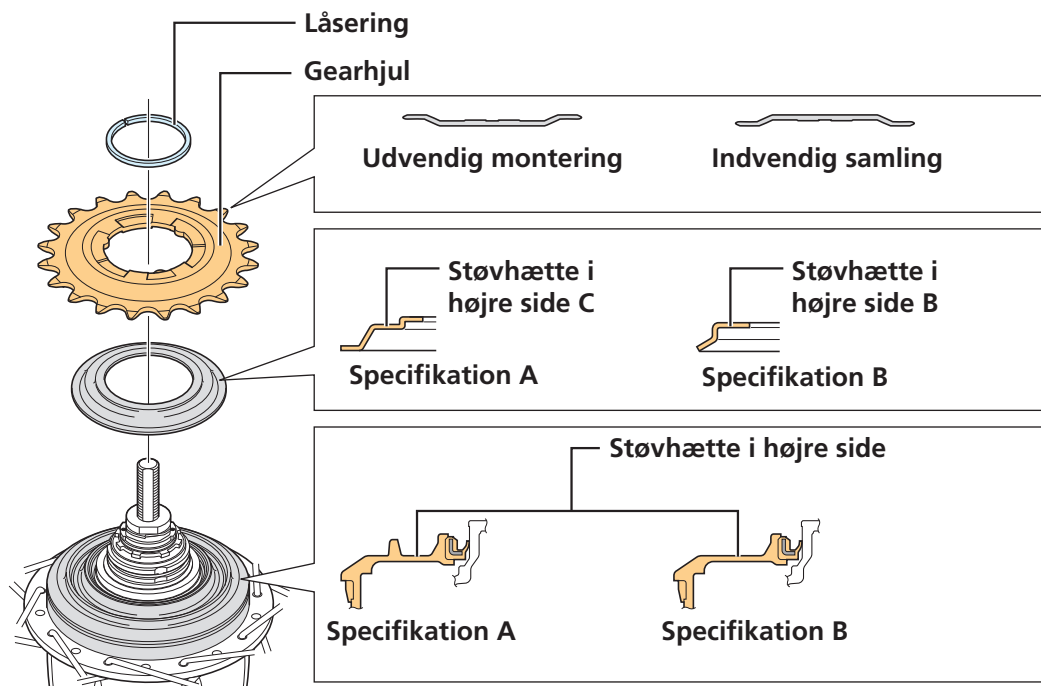 Låsering
Gearhjul
Udvendig montering
Indvendig samling
Støvhætte i
højre side C
Støvhætte i
højre side B
Specifikation A
Specifikation B
Støvhætte i højre side
Specifikation A
Specifikation B